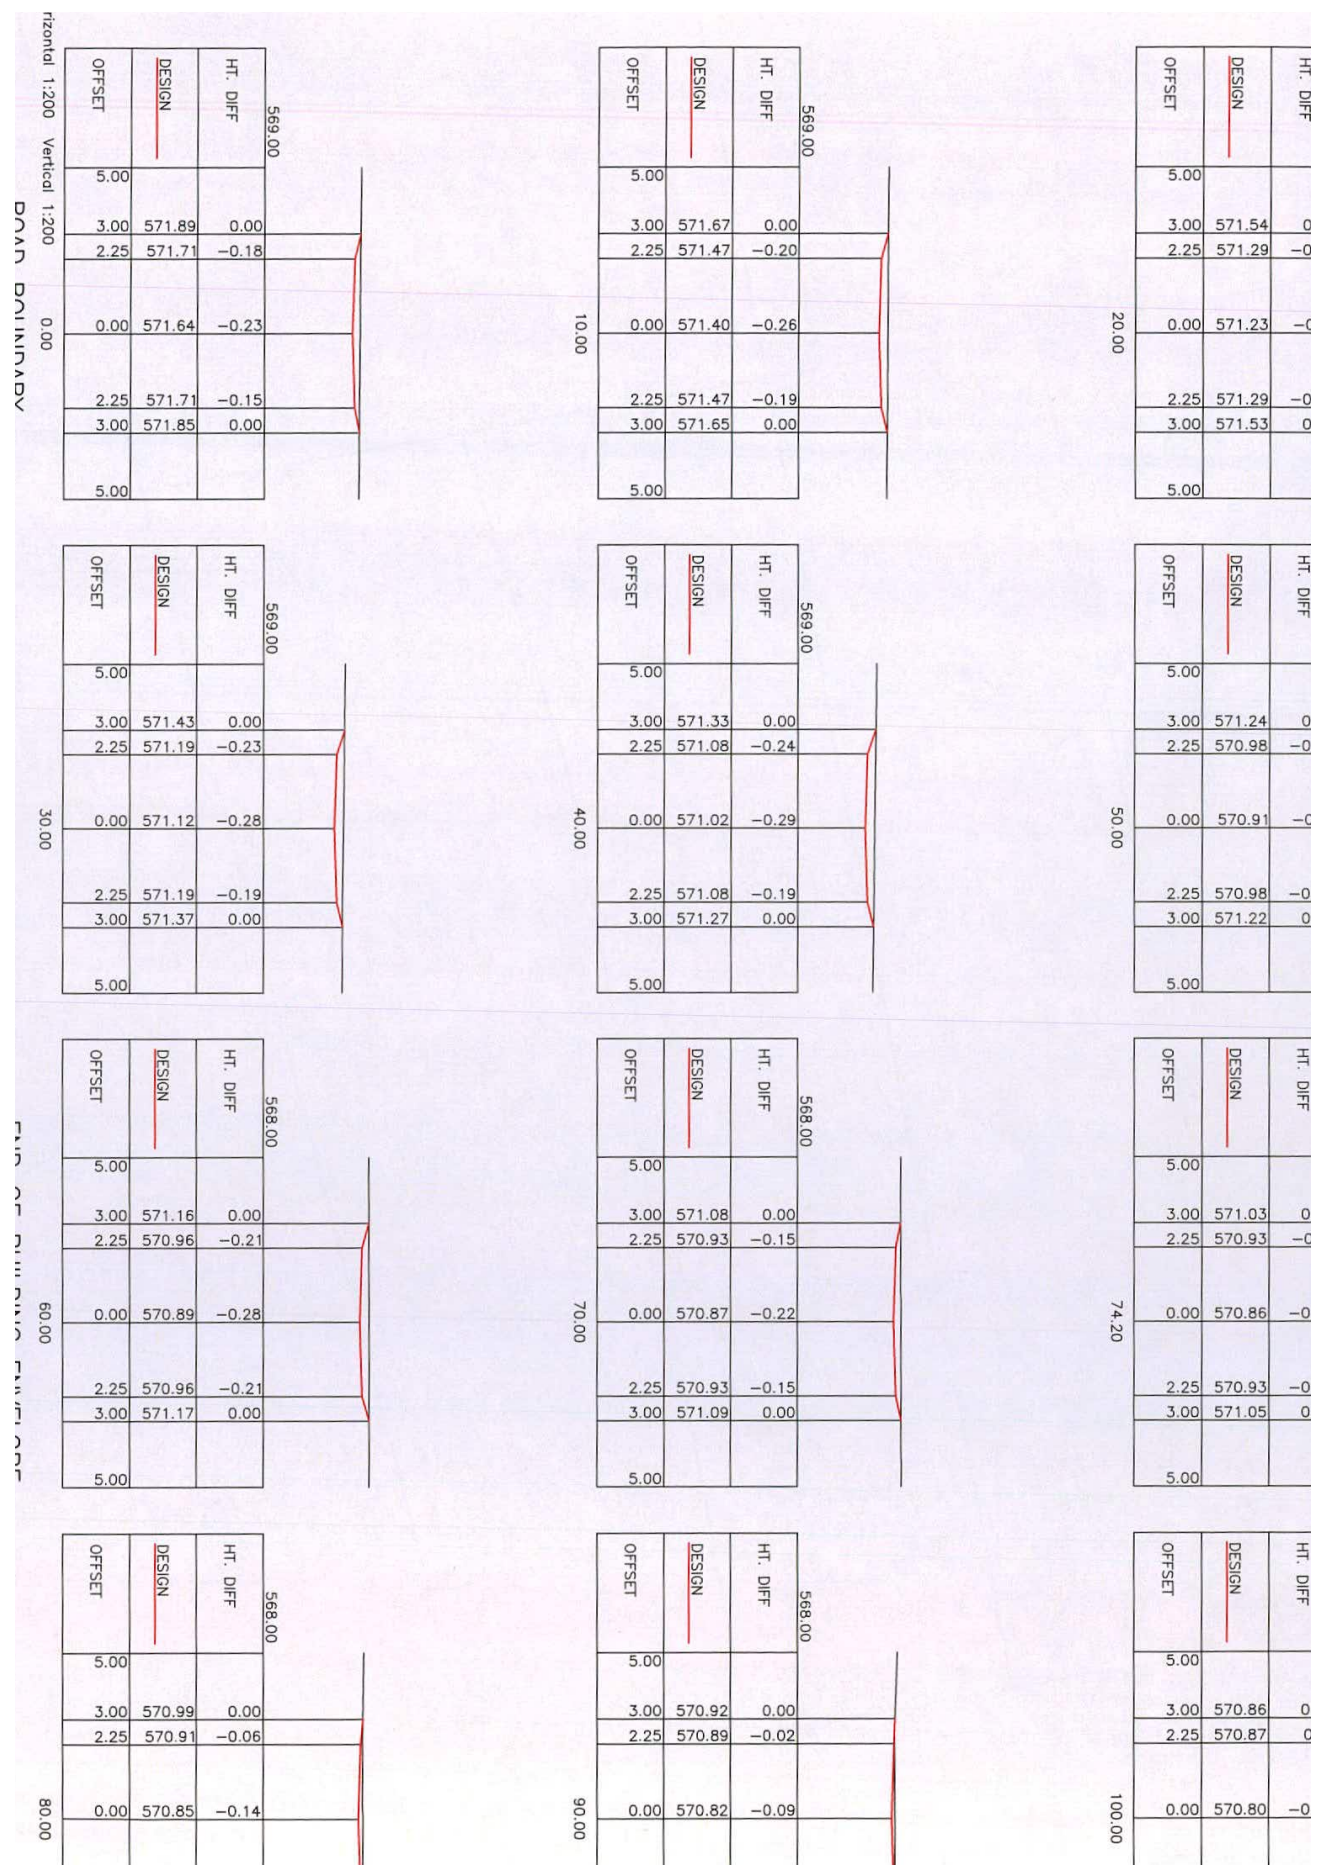 rizontal 1:200 Vertical 1:200
ROAD BOUNDARY
0.00
OFFSET DESIGN HT. DIFF 569.00
5.00
3.00 571.89 0.00
2.25 571.71 −0.18
0.00 571.64 −0.23
2.25 571.71 −0.15
3.00 571.85 0.00
5.00
10.00
OFFSET DESIGN HT. DIFF 569.00
5.00
3.00 571.67 0.00
2.25 571.47 −0.20
0.00 571.40 −0.26
2.25 571.47 −0.19
3.00 571.65 0.00
5.00
20.00
OFFSET DESIGN HT. DIFF
5.00
3.00 571.54
2.25 571.29
0.00 571.23
2.25 571.29
3.00 571.53
5.00
30.00
OFFSET DESIGN HT. DIFF 569.00
5.00
3.00 571.43 0.00
2.25 571.19 −0.23
0.00 571.12 −0.28
2.25 571.19 −0.19
3.00 571.37 0.00
5.00
40.00
OFFSET DESIGN HT. DIFF 569.00
5.00
3.00 571.33 0.00
2.25 571.08 −0.24
0.00 571.02 −0.29
2.25 571.08 −0.19
3.00 571.27 0.00
5.00
50.00
OFFSET DESIGN HT. DIFF
5.00
3.00 571.24
2.25 570.98
0.00 570.91
2.25 570.98
3.00 571.22
5.00
END OF BUILDING ENVELOPE
60.00
OFFSET DESIGN HT. DIFF 568.00
5.00
3.00 571.16 0.00
2.25 570.96 −0.21
0.00 570.89 −0.28
2.25 570.96 −0.21
3.00 571.17 0.00
5.00
70.00
OFFSET DESIGN HT. DIFF 568.00
5.00
3.00 571.08 0.00
2.25 570.93 −0.15
0.00 570.87 −0.22
2.25 570.93 −0.15
3.00 571.09 0.00
5.00
74.20
OFFSET DESIGN HT. DIFF
5.00
3.00 571.03
2.25 570.93
0.00 570.86
2.25 570.93
3.00 571.05
5.00
80.00
OFFSET DESIGN HT. DIFF 568.00
5.00
3.00 570.99 0.00
2.25 570.91 −0.06
0.00 570.85 −0.14
90.00
OFFSET DESIGN HT. DIFF 568.00
5.00
3.00 570.92 0.00
2.25 570.89 −0.02
0.00 570.82 −0.09
100.00
OFFSET DESIGN HT. DIFF
5.00
3.00 570.86
2.25 570.87
0.00 570.80